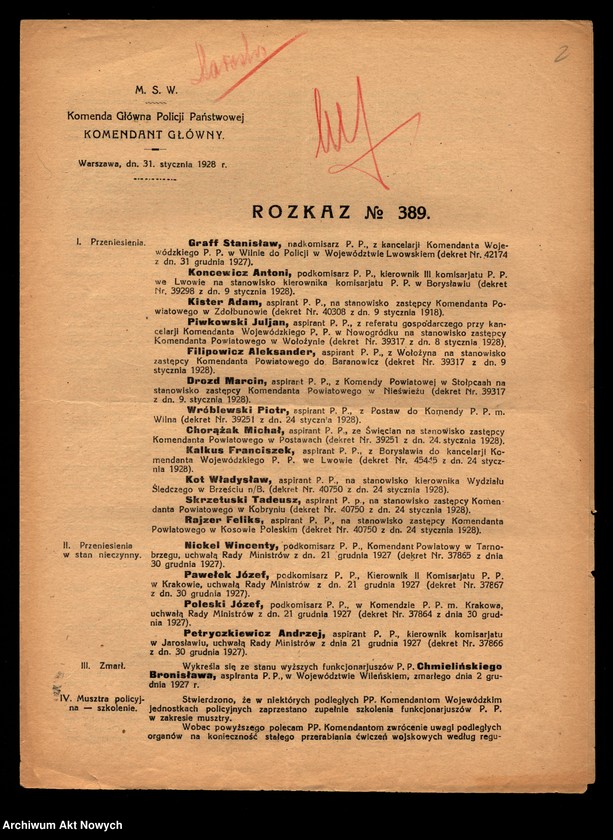 2
M. S. W.
Komenda Główna Policji Państwowej
KOMENDANT GŁÓWNY.
Warszawa, dn. 31. stycznia 1928 r.
ROZKAZ № 389.
I. Przeniesienia.
Graff Stanisław, nadkomisarz P. P., z kancelarji Komendanta Woje-
wódzkiego P. P. w Wilnie do Policji w Województwie Lwowskiem (dekret Nr. 42174
z dn. 31 grudnia 1927).
Koncewicz Antoni, podkomisarz P. P., kierownik III komisarjatu P. P.
we Lwowie na stanowisko kierownika komisarjatu P. P. w Borysławiu (dekret
Nr. 39298 z dn. 9 stycznia 1928).
Kister Adam, aspirant P. P., na stanowisko zastępcy Komendanta Po-
wiatowego w Zdołbunowie (dekret Nr. 40308 z dn. 9 stycznia 1918).
Piwkowski Juljan, aspirant P. P., z referatu gospodarczego przy kan-
celarji Komendanta Wojewódzkiego P. P. w Nowogródku na stanowisko zastępcy
Komendanta Powiatowego w Wołożynie (dekret Nr. 39317 z dn. 8 stycznia 1928).
Filipowicz Aleksander, aspirant P. P., z Wołożyna na stanowisko
zastępcy Komendanta Powiatowego do Baranowicz (dekret Nr. 39317 z dn. 9
stycznia 1928).
Drozd Marcin, aspirant P. P., z Komendy Powiatowej w Stołpcaah na
stanowisko zastępcy Komendanta Powiatowego w Nieświeżu (dekret Nr. 39317
z dn. 9. stycznia 1928).
Wróblewski Piotr, aspirant P. P., z Postaw do Komendy P. P. m.
Wilna (dekret Nr. 39251 z dn. 24 stycznia 1928).
Chorążak Michał, aspirant P. P., ze Święcian na stanowisko zastępcy
Komendanta Powiatowego w Postawach (dekret Nr. 39251 z dn. 24. stycznia 1928).
Kalkus Franciszek, aspirant P. P., z Borysławia do kancelarji Ko-
mendanta Wojewódzkiego P. P. we Lwowie (dekret Nr. 45445 z dn. 24 stycz-
nia 1928).
Kot Władysław, aspirant P. P., na stanowisko kierownika Wydziału
Śledczego w Brześciu n/B. (dekret Nr. 40750 z dn. 24 stycznia 1928).
Skrzetuski Tadeusz, aspirant P. p., na stanowisko zastępcy Komen-
danta Powiatowego w Kobryniu (dekret Nr. 40750 z dn. 24 stycznia 1928).
Rajzer Feliks, aspirant P. P., na stanowisko zastępcy Komendanta
Powiatowego w Kosowie Poleskim (dekret Nr. 40750 z dn. 24 stycznia 1928).
II. Przeniesienia
w stan nieczynny.
Nickel Wincenty, podkomisarz P. P., Komendant Powiatowy w Tarno-
brzegu, uchwałą Rady Ministrów z dn. 21 grudnia 1927 (dekret Nr. 37865 z dnia
30 grudnia 1927).
Pawełek Józef, podkomisarz P. P., Kierownik II Komisarjatu P. P.
w Krakowie, uchwałą Rady Ministrów z dn. 21 grudnia 1927 (dekret Nr. 37867
z dn. 30 grudnia 1927).
Poleski Józef, podkomisarz P. P., w Komendzie P. P. m. Krakowa,
uchwałą Rady Ministrów z dn. 21 grudnia 1927 (dekret Nr. 37864 z dnia 30 grud-
nia 1927).
Petryczkiewicz Andrzej, aspirant P. P., kierownik komisarjatu
w Jarosławiu, uchwałą Rady Ministrów z dnia 21 grudnia 1927 (dekret Nr. 37866
z dn. 30 grudnia 1927).
III. Zmarł.
Wykreśla się ze stanu wyższych funkcjonarjuszów P. P. Chmielińskiego
Bronisława, aspiranta P. P., w Województwie Wileńskiem, zmarłego dnia 2 gru-
dnia 1927 r.
IV. Musztra policyj-
na — szkolenie.
Stwierdzono, że w niektórych podległych PP. Komendantom Wojewódzkim
jednostkach policyjnych zaprzestano zupełnie szkolenia funkcjonarjuszów P. P.
w zakresie musztry.
Wobec powyższego polecam PP. Komendantom zwrócenie uwagi podległych
organów na konieczność stałego przerabiania ćwiczeń wojskowych według regu-
Archiwum Akt Nowych